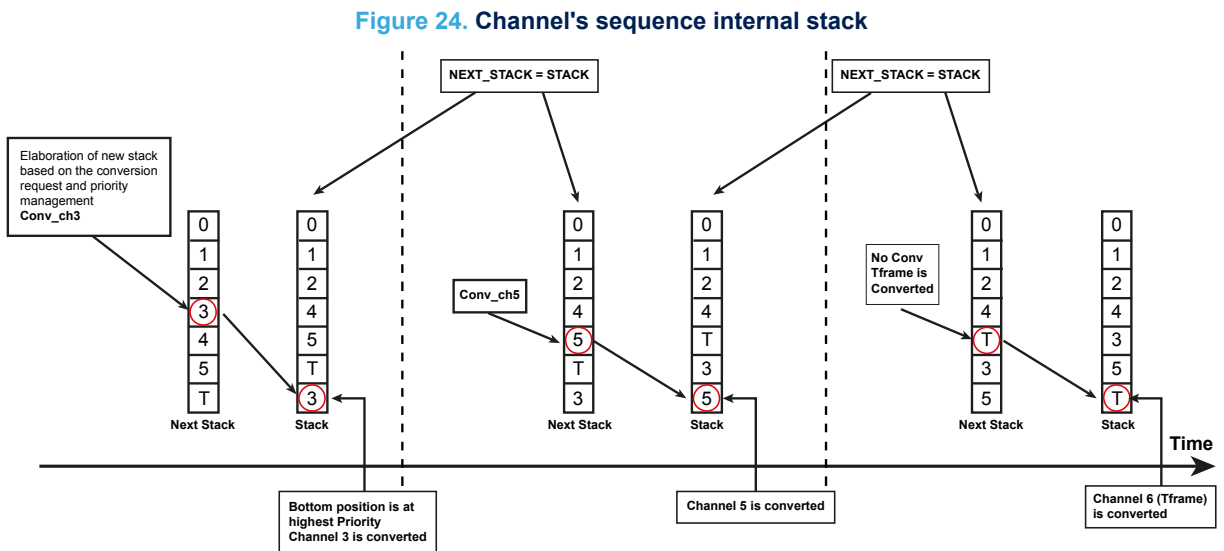 Figure 24. Channel's sequence internal stack
NEXT_STACK = STACK
NEXT_STACK = STACK
Elaboration of new stack
based on the conversion
request and priority
management
Conv_ch3
0
1
2
3
4
5
T
Next Stack
0
1
2
4
5
T
3
Stack
Conv_ch5
0
1
2
4
5
T
3
Next Stack
0
1
2
4
T
3
5
Stack
No Conv
Tframe is
Converted
0
1
2
4
T
3
5
Next Stack
0
1
2
4
3
5
T
Stack
Time
Bottom position is at
highest Priority
Channel 3 is converted
Channel 5 is converted
Channel 6 (Tframe)
is converted